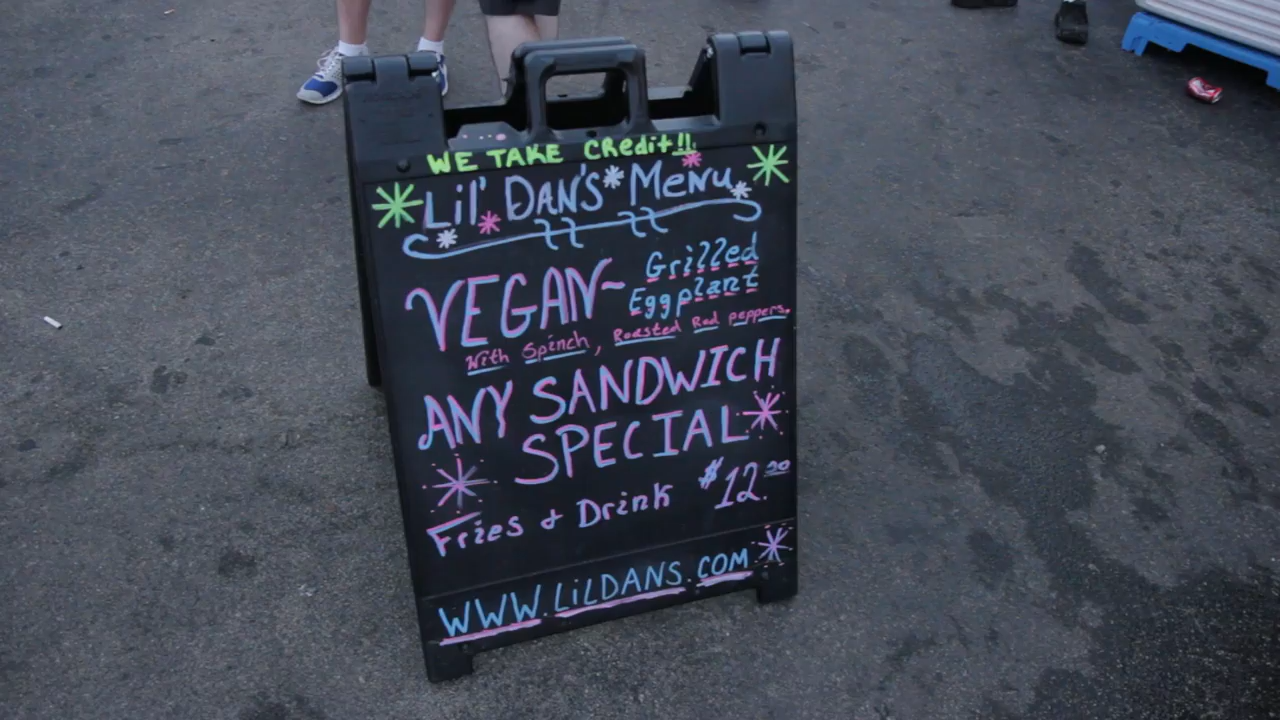 WE TAKE Credit!!
Lil' DAN'S Menu
VEGAN~ Grilled
Eggplant
With Spinch, Roasted Red peppers.
ANY SANDWICH
SPECIAL
Fries & Drink $12.00
WWW.LiLDANS.COM